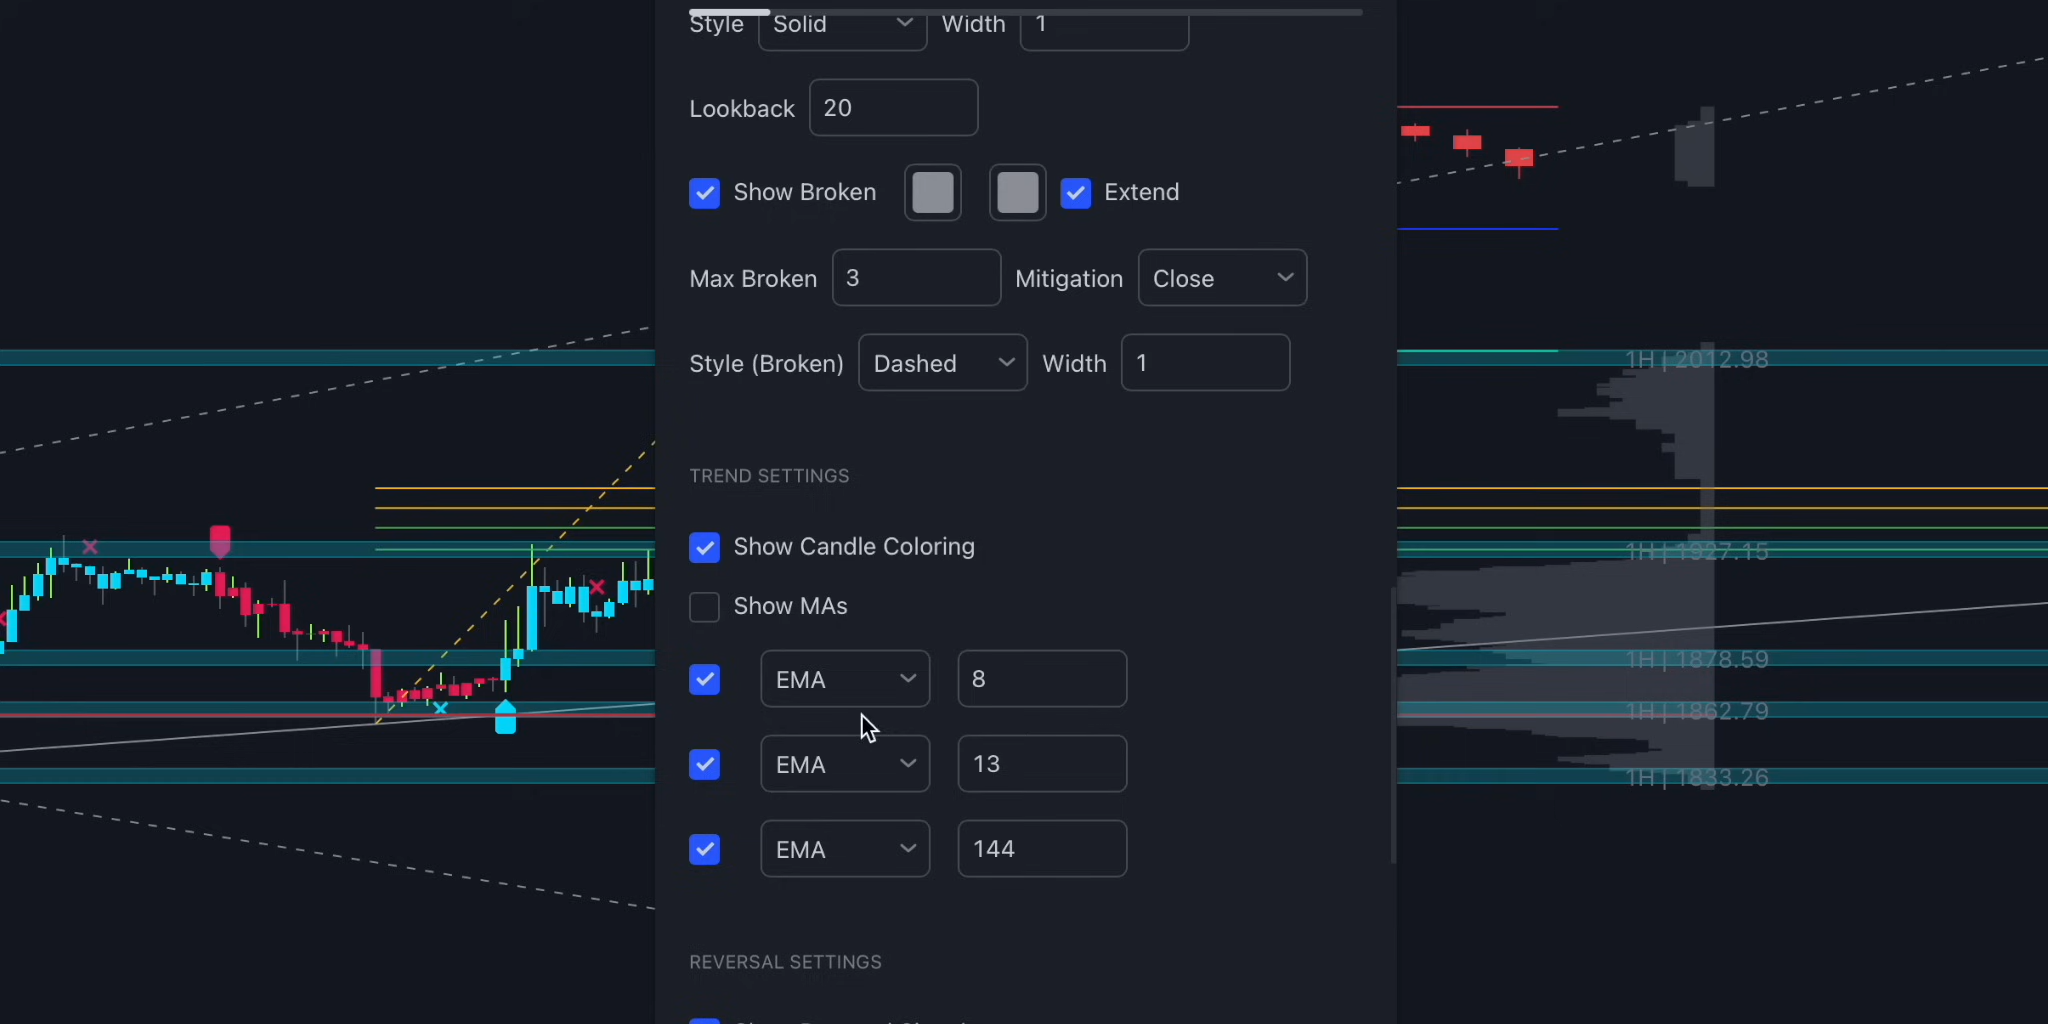 Style Solid Width 1
Lookback 20
Show Broken Extend
Max Broken 3 Mitigation Close
Style (Broken) Dashed Width 1
1H | 2012.98
TREND SETTINGS
Show Candle Coloring
1H | 1927.15
Show MAs
EMA 8
1H | 1878.59
1H | 1862.79
EMA 13
1H | 1833.26
EMA 144
REVERSAL SETTINGS